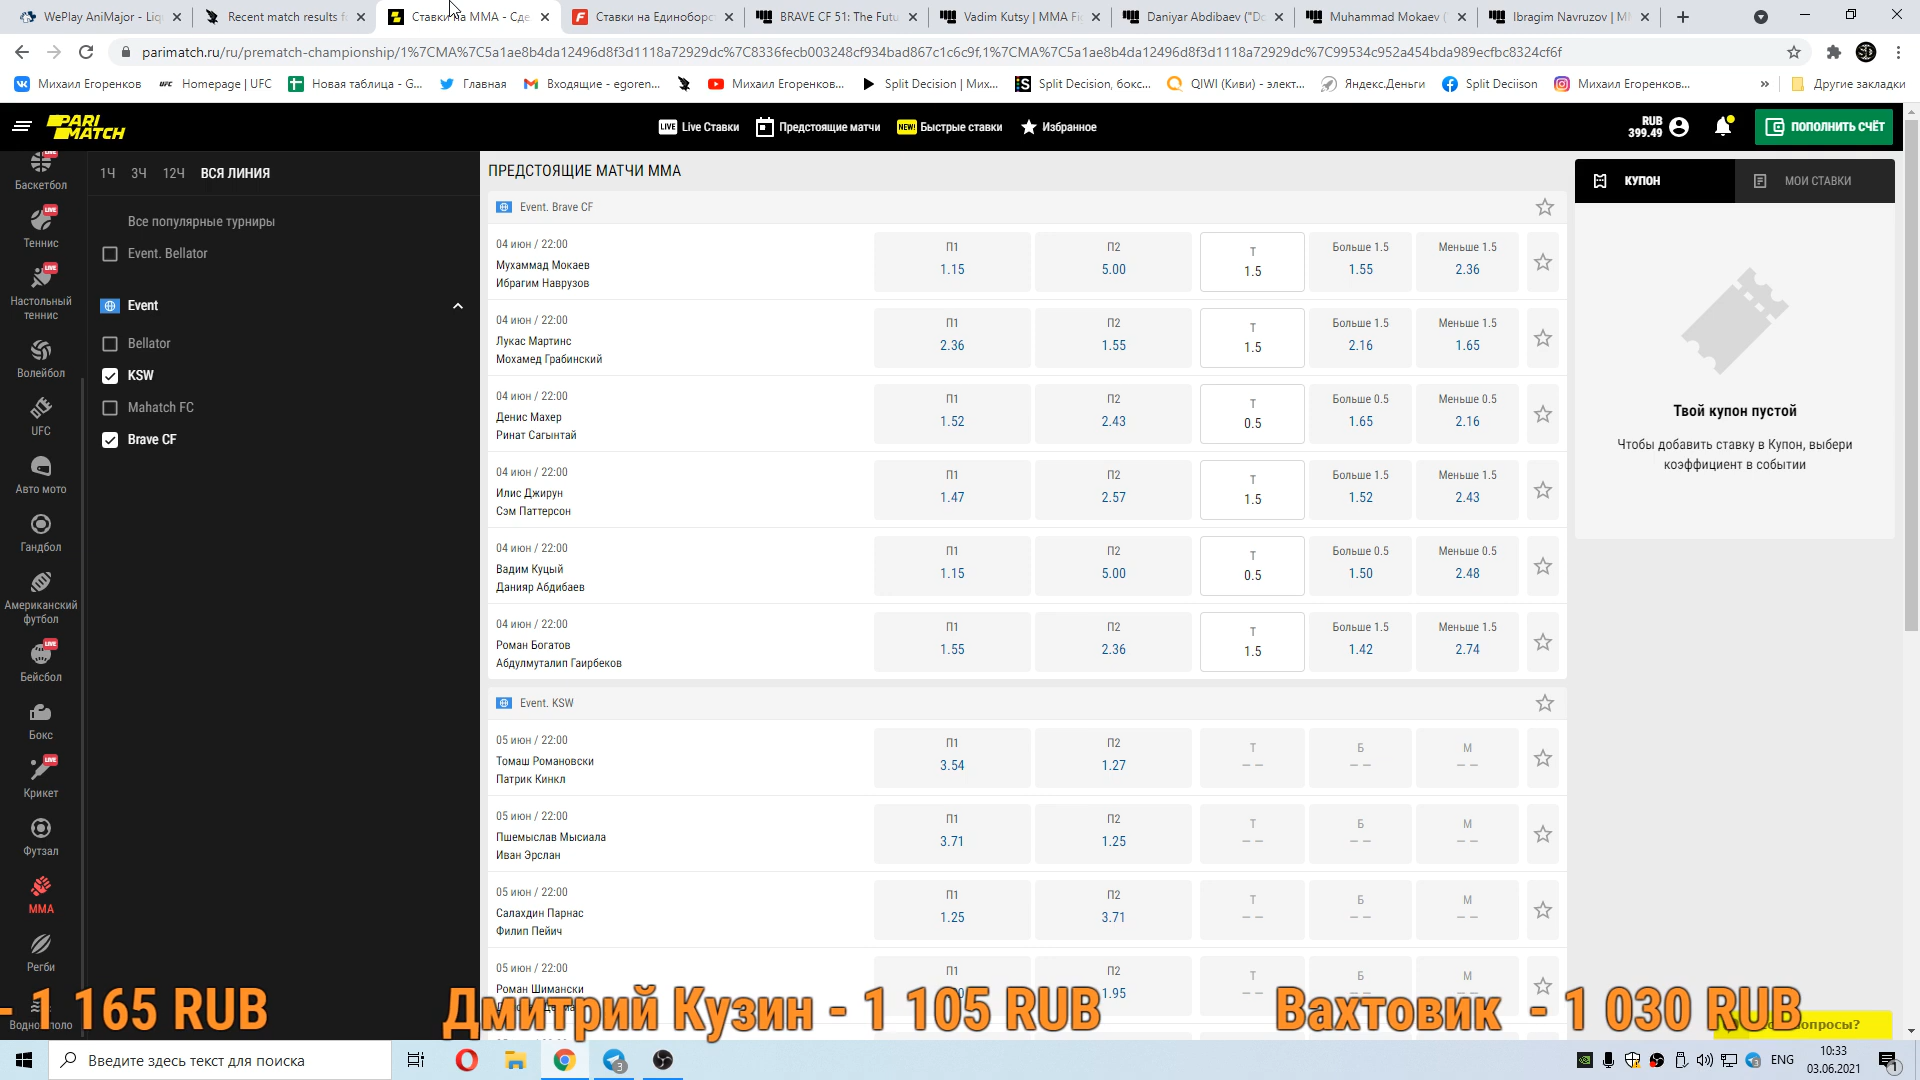 WePlay AniMajor - Liq
Recent match results f
Ставки на ММА - Сде
Ставки на Единоборс
BRAVE CF 51: The Futu
Vadim Kutsy | MMA Fi
Daniyar Abdibaev ("Do
Muhammad Mokaev (
Ibragim Navruzov | M
parimatch.ru/ru/prematch-championship/1%7CMA%7C5a1ae8b4da12496d8f3d1118a72929dc%7C8336fecb003248cf934bad867c1c6c9f,1%7CMA%7C5a1ae8b4da12496d8f3d1118a72929dc%7C99534c952a454bda989ecfbc8324cf6f
Михаил Егоренков
Homepage | UFC
Новая таблица - G...
Главная
Входящие - egoren...
Михаил Егоренков...
Split Decision | Мих...
Split Decision, бокс...
QIWI (Киви) - элект...
Яндекс.Деньги
Split Deciison
Михаил Егоренков...
Другие закладки
PARI MATCH
LIVE Live Ставки
Предстоящие матчи
NEW! Быстрые ставки
Избранное
RUB
399.49
ПОПОЛНИТЬ СЧЁТ
Баскетбол
Теннис
Настольный
теннис
Волейбол
UFC
Авто мото
Гандбол
Американский
футбол
Бейсбол
Бокс
Крикет
Футзал
ММА
Регби
1Ч 3Ч 12Ч ВСЯ ЛИНИЯ
Все популярные турниры
Event. Bellator
Event
Bellator
KSW
Mahatch FC
Brave CF
ПРЕДСТОЯЩИЕ МАТЧИ ММА
Event. Brave CF
04 июн / 22:00
Мухаммад Мокаев
Ибрагим Наврузов
П1 П2 Т Больше 1.5 Меньше 1.5
1.15 5.00 1.5 1.55 2.36
04 июн / 22:00
Лукас Мартинс
Мохамед Грабинский
П1 П2 Т Больше 1.5 Меньше 1.5
2.36 1.55 1.5 2.16 1.65
04 июн / 22:00
Денис Махер
Ринат Сагынтай
П1 П2 Т Больше 0.5 Меньше 0.5
1.52 2.43 0.5 1.65 2.16
04 июн / 22:00
Илис Джирун
Сэм Паттерсон
П1 П2 Т Больше 1.5 Меньше 1.5
1.47 2.57 1.5 1.52 2.43
04 июн / 22:00
Вадим Куцый
Данияр Абдибаев
П1 П2 Т Больше 0.5 Меньше 0.5
1.15 5.00 0.5 1.50 2.48
04 июн / 22:00
Роман Богатов
Абдулмуталип Гаирбеков
П1 П2 Т Больше 1.5 Меньше 1.5
1.55 2.36 1.5 1.42 2.74
Event. KSW
05 июн / 22:00
Томаш Романовски
Патрик Кинкл
П1 П2 Т Б М
3.54 1.27 – – – – – –
05 июн / 22:00
Пшемыслав Мысиала
Иван Эрслан
П1 П2 Т Б М
3.71 1.25 – – – – – –
05 июн / 22:00
Салахдин Парнас
Филип Пейич
П1 П2 Т Б М
1.25 3.71 – – – – – –
05 июн / 22:00
Роман Шимански
П1 П2 Т Б М
1.95
КУПОН
МОИ СТАВКИ
Твой купон пустой
Чтобы добавить ставку в Купон, выбери
коэффициент в событии
- 1 165 RUB Дмитрий Кузин - 1 105 RUB Вахтовик - 1 030 RUB
Водно поло
опросы?
Введите здесь текст для поиска
3
3
ENG
10:33
03.06.2021
1